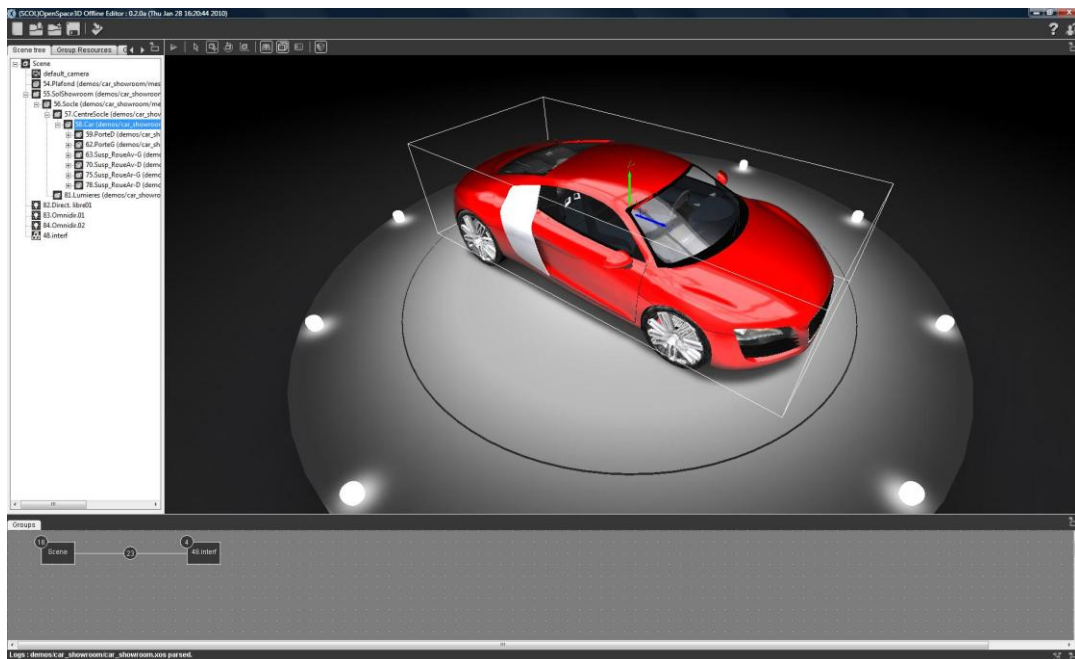 (SCOL)OpenSpace3D Offline Editor : 0.2.0a (Thu Jan 28 16:20:44 2010)
Scene tree Group Resources
Scene
default_camera
54.Plafond (demos/car_showroom/mes
55.SolShowroom (demos/car_showroom
56.Socle (demos/car_showroom/me
57.CentreSocle (demos/car_shov
58.Car (demos/car_showroom
59.PorteD (demos/car_sh
62.PorteG (demos/car_sh
63.Susp_RoueAv-G (demo
70.Susp_RoueAv-D (demo
75.Susp_RoueAr-G (demo
78.Susp_RoueAr-D (demo
81.Lumieres (demos/car_showro
82.Direct. libre01
83.Omnidir.01
84.Omnidir.02
48.interf
Groups
18
4
Scene
23
48.interf
Logs : demos/car_showroom/car_showroom.xos parsed.